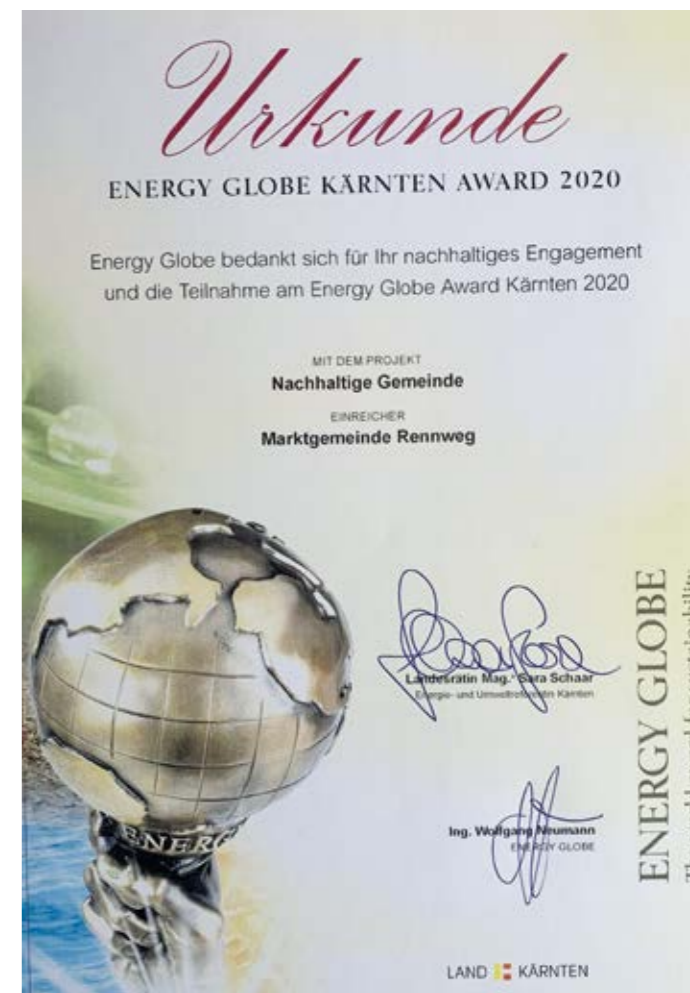 Urkunde
ENERGY GLOBE KÄRNTEN AWARD 2020
Energy Globe bedankt sich für Ihr nachhaltiges Engagement
und die Teilnahme am Energy Globe Award Kärnten 2020
MIT DEM PROJEKT
Nachhaltige Gemeinde
EINREICHER
Marktgemeinde Rennweg
Landesrätin Mag.ᵃ Sara Schaar
Energie- und Umweltreferentin Kärnten
Ing. Wolfgang Neumann
ENERGY GLOBE
LAND KÄRNTEN
ENERGY GLOBE
ENERG